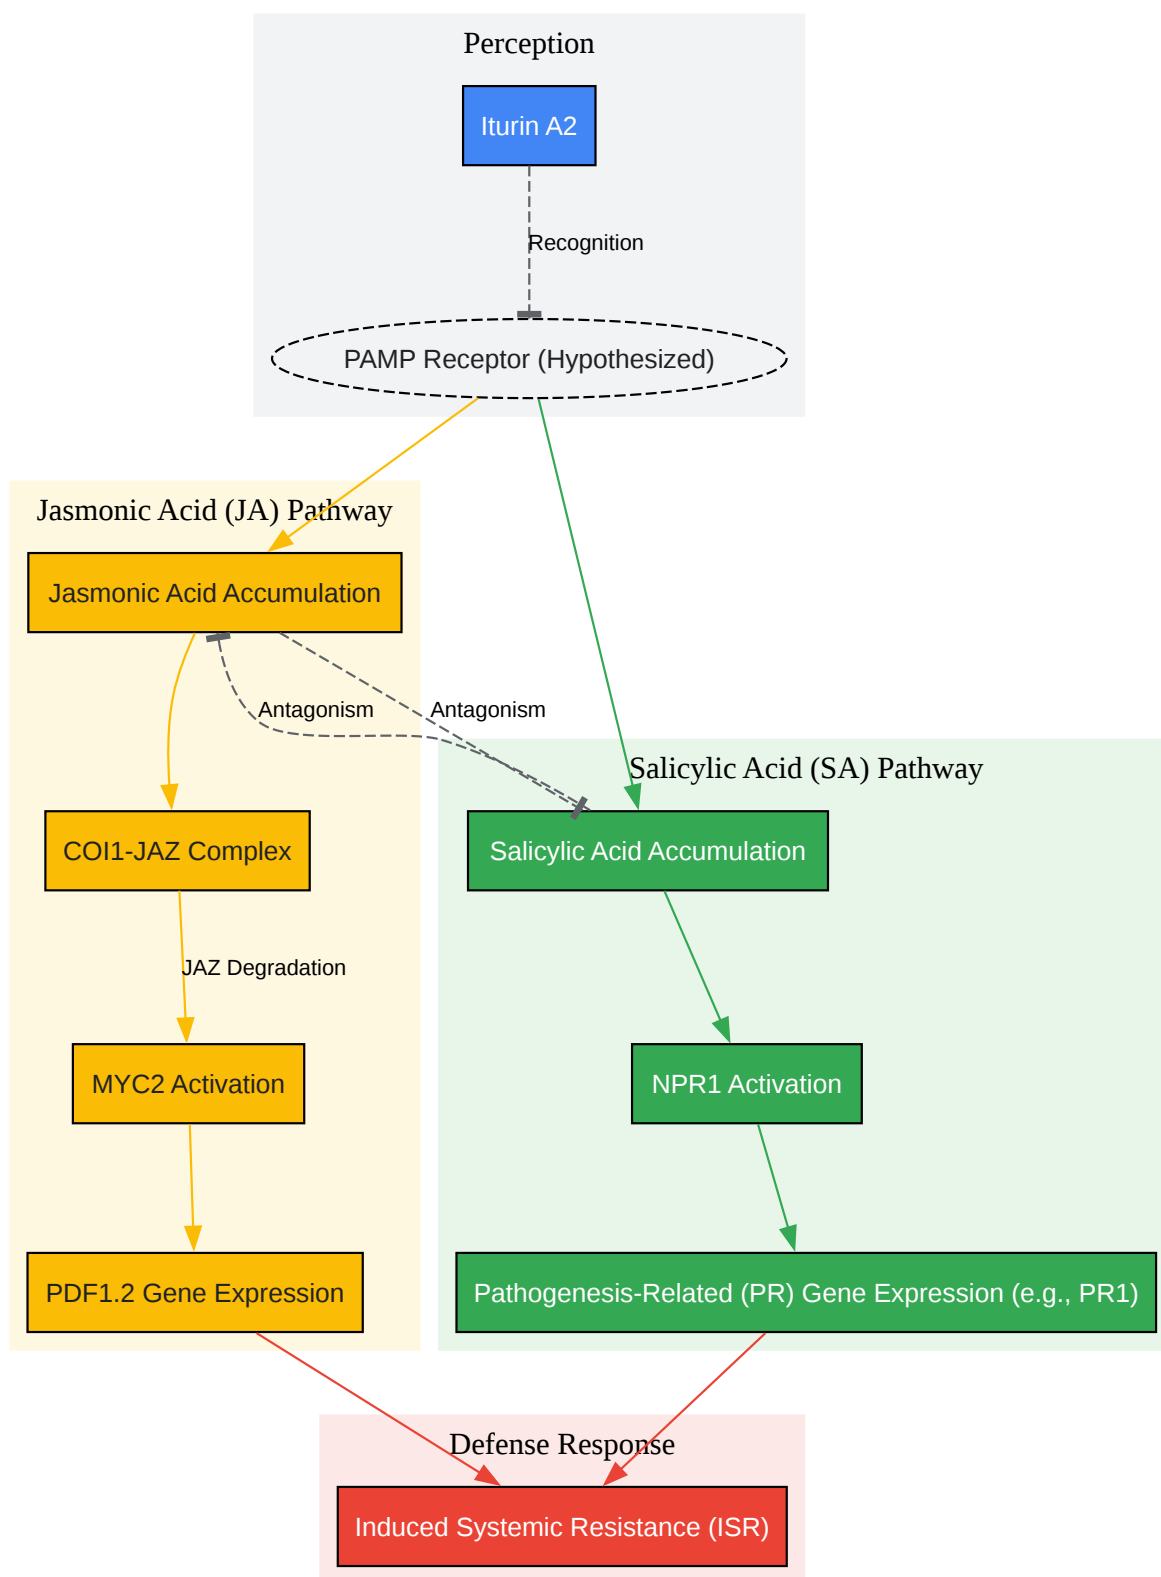 Perception
Iturin A2
Recognition
PAMP Receptor (Hypothesized)
Jasmonic Acid (JA) Pathway
Jasmonic Acid Accumulation
Antagonism
Antagonism
Salicylic Acid (SA) Pathway
COI1-JAZ Complex
Salicylic Acid Accumulation
JAZ Degradation
MYC2 Activation
NPR1 Activation
PDF1.2 Gene Expression
Pathogenesis-Related (PR) Gene Expression (e.g., PR1)
Defense Response
Induced Systemic Resistance (ISR)